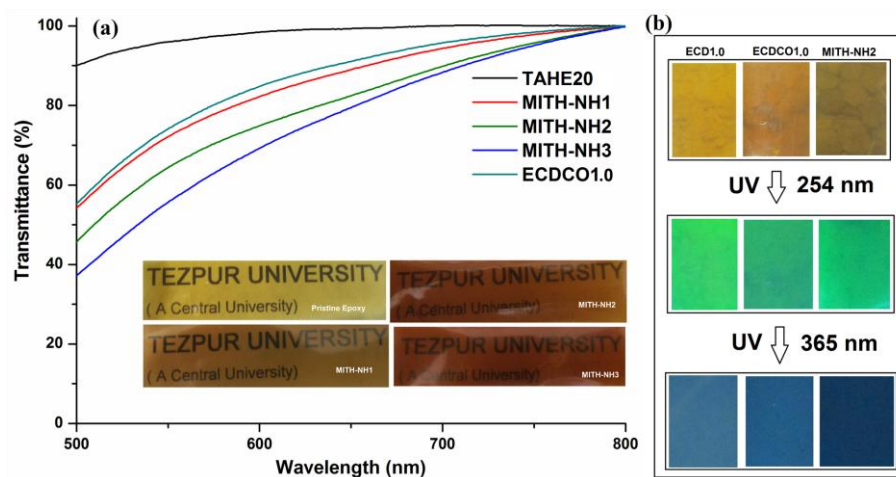 (a)
100
80
60
40
20
0
Transmittance (%)
500
600
700
800
Wavelength (nm)
TAHE20
MITH-NH1
MITH-NH2
MITH-NH3
ECDCO1.0
TEZPUR UNIVERSITY
( A Central University)
Pristine Epoxy
TEZPUR UNIVERSITY
( A Central University)
MITH-NH2
TEZPUR UNIVERSITY
( A Central University)
MITH-NH1
TEZPUR UNIVERSITY
( A Central University)
MITH-NH3
(b)
ECD1.0 ECDCO1.0 MITH-NH2
UV 254 nm
UV 365 nm